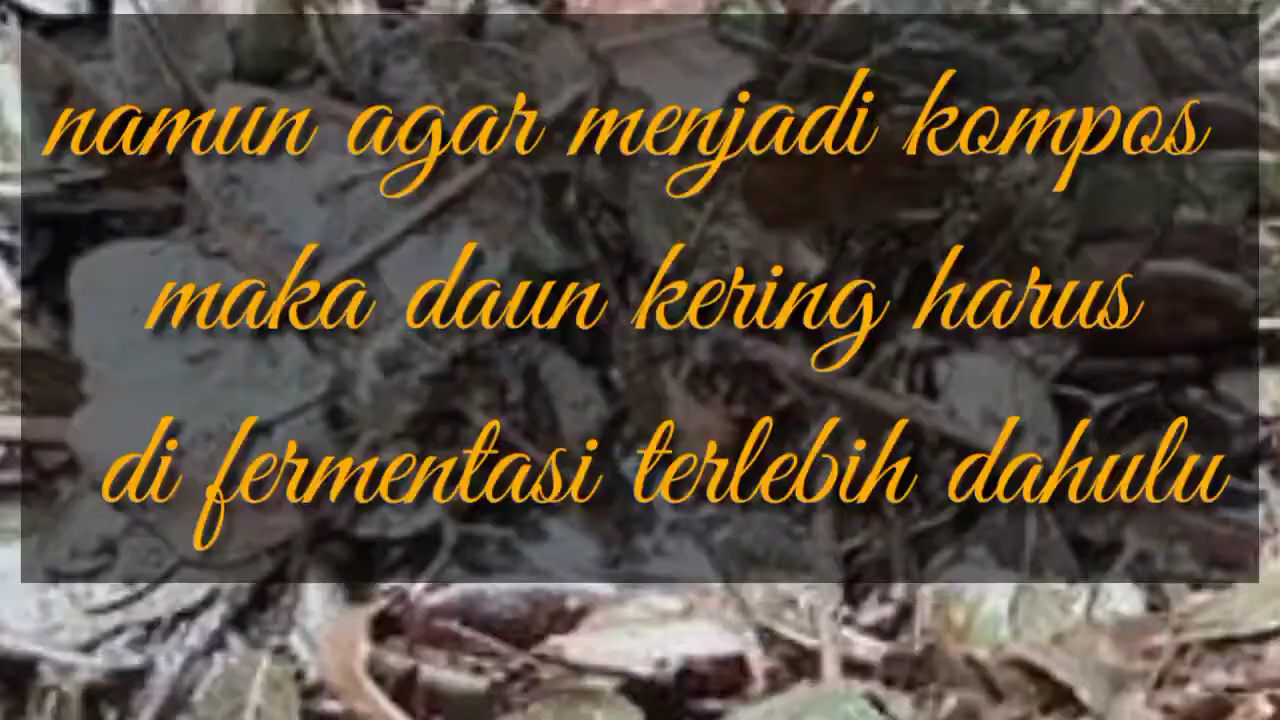 namun agar menjadi kompos
maka daun kering harus
di fermentasi terlebih dahulu